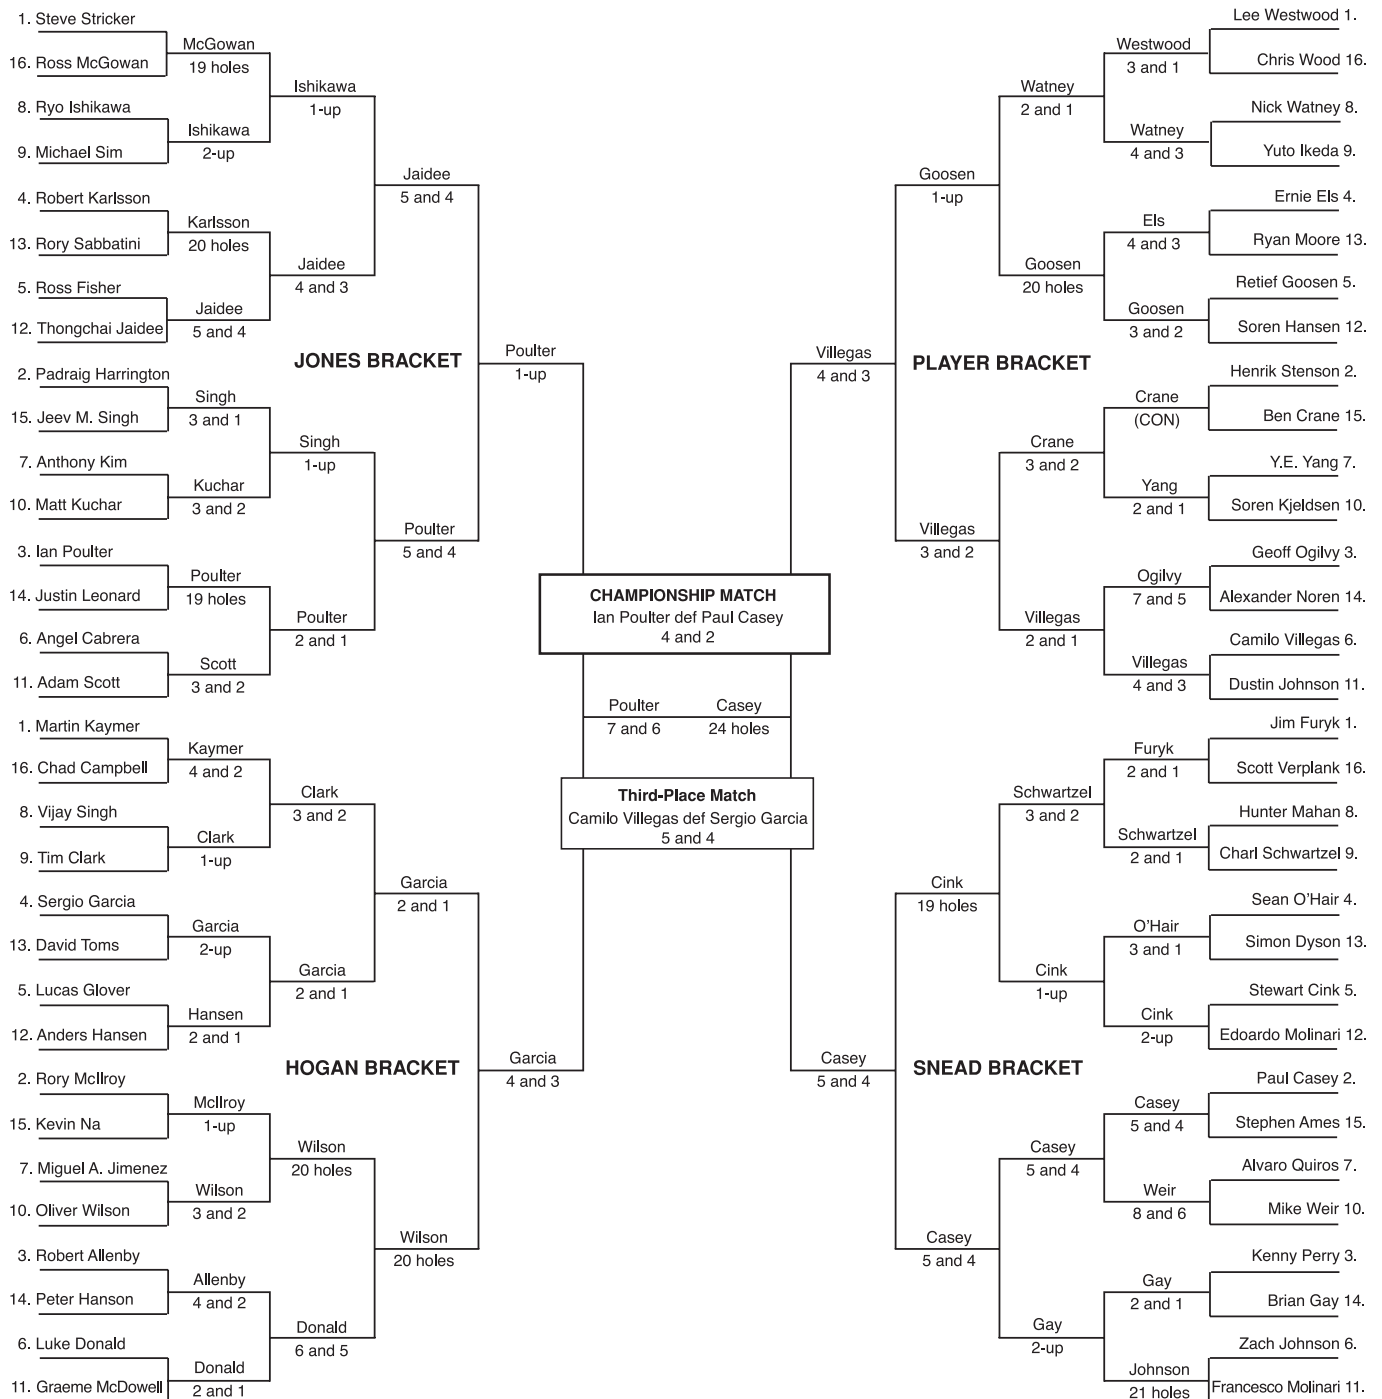 1. Steve Stricker
16. Ross McGowan
8. Ryo Ishikawa
9. Michael Sim
4. Robert Karlsson
13. Rory Sabbatini
5. Ross Fisher
12. Thongchai Jaidee
2. Padraig Harrington
15. Jeev M. Singh
7. Anthony Kim
10. Matt Kuchar
3. Ian Poulter
14. Justin Leonard
6. Angel Cabrera
11. Adam Scott
McGowan
19 holes
Ishikawa
2-up
Karlsson
20 holes
Jaidee
5 and 4
Singh
3 and 1
Kuchar
3 and 2
Poulter
19 holes
Scott
3 and 2
Ishikawa
1-up
Jaidee
4 and 3
Singh
1-up
Poulter
2 and 1
Jaidee
5 and 4
Poulter
5 and 4
JONES BRACKET
Poulter
1-up
1. Martin Kaymer
16. Chad Campbell
8. Vijay Singh
9. Tim Clark
4. Sergio Garcia
13. David Toms
5. Lucas Glover
12. Anders Hansen
2. Rory McIlroy
15. Kevin Na
7. Miguel A. Jimenez
10. Oliver Wilson
3. Robert Allenby
14. Peter Hanson
6. Luke Donald
11. Graeme McDowell
Kaymer
4 and 2
Clark
1-up
Garcia
2-up
Hansen
2 and 1
McIlroy
1-up
Wilson
3 and 2
Allenby
4 and 2
Donald
2 and 1
Clark
3 and 2
Garcia
2 and 1
Wilson
20 holes
Donald
6 and 5
Garcia
2 and 1
Wilson
20 holes
HOGAN BRACKET
Garcia
4 and 3
CHAMPIONSHIP MATCH
Ian Poulter def Paul Casey
4 and 2
Poulter
7 and 6
Casey
24 holes
Third-Place Match
Camilo Villegas def Sergio Garcia
5 and 4
Lee Westwood 1.
Chris Wood 16.
Nick Watney 8.
Yuto Ikeda 9.
Ernie Els 4.
Ryan Moore 13.
Retief Goosen 5.
Soren Hansen 12.
Henrik Stenson 2.
Ben Crane 15.
Y.E. Yang 7.
Soren Kjeldsen 10.
Geoff Ogilvy 3.
Alexander Noren 14.
Camilo Villegas 6.
Dustin Johnson 11.
Westwood
3 and 1
Watney
4 and 3
Els
4 and 3
Goosen
3 and 2
Crane
(CON)
Yang
2 and 1
Ogilvy
7 and 5
Villegas
4 and 3
Watney
2 and 1
Goosen
20 holes
Crane
3 and 2
Villegas
2 and 1
Goosen
1-up
Villegas
3 and 2
PLAYER BRACKET
Villegas
4 and 3
Jim Furyk 1.
Scott Verplank 16.
Hunter Mahan 8.
Charl Schwartzel 9.
Sean O'Hair 4.
Simon Dyson 13.
Stewart Cink 5.
Edoardo Molinari 12.
Paul Casey 2.
Stephen Ames 15.
Alvaro Quiros 7.
Mike Weir 10.
Kenny Perry 3.
Brian Gay 14.
Zach Johnson 6.
Francesco Molinari 11.
Furyk
2 and 1
Schwartzel
2 and 1
O'Hair
3 and 1
Cink
2-up
Casey
5 and 4
Weir
8 and 6
Gay
2 and 1
Johnson
21 holes
Schwartzel
3 and 2
Cink
1-up
Casey
5 and 4
Gay
2-up
Cink
19 holes
Casey
5 and 4
SNEAD BRACKET
Casey
5 and 4